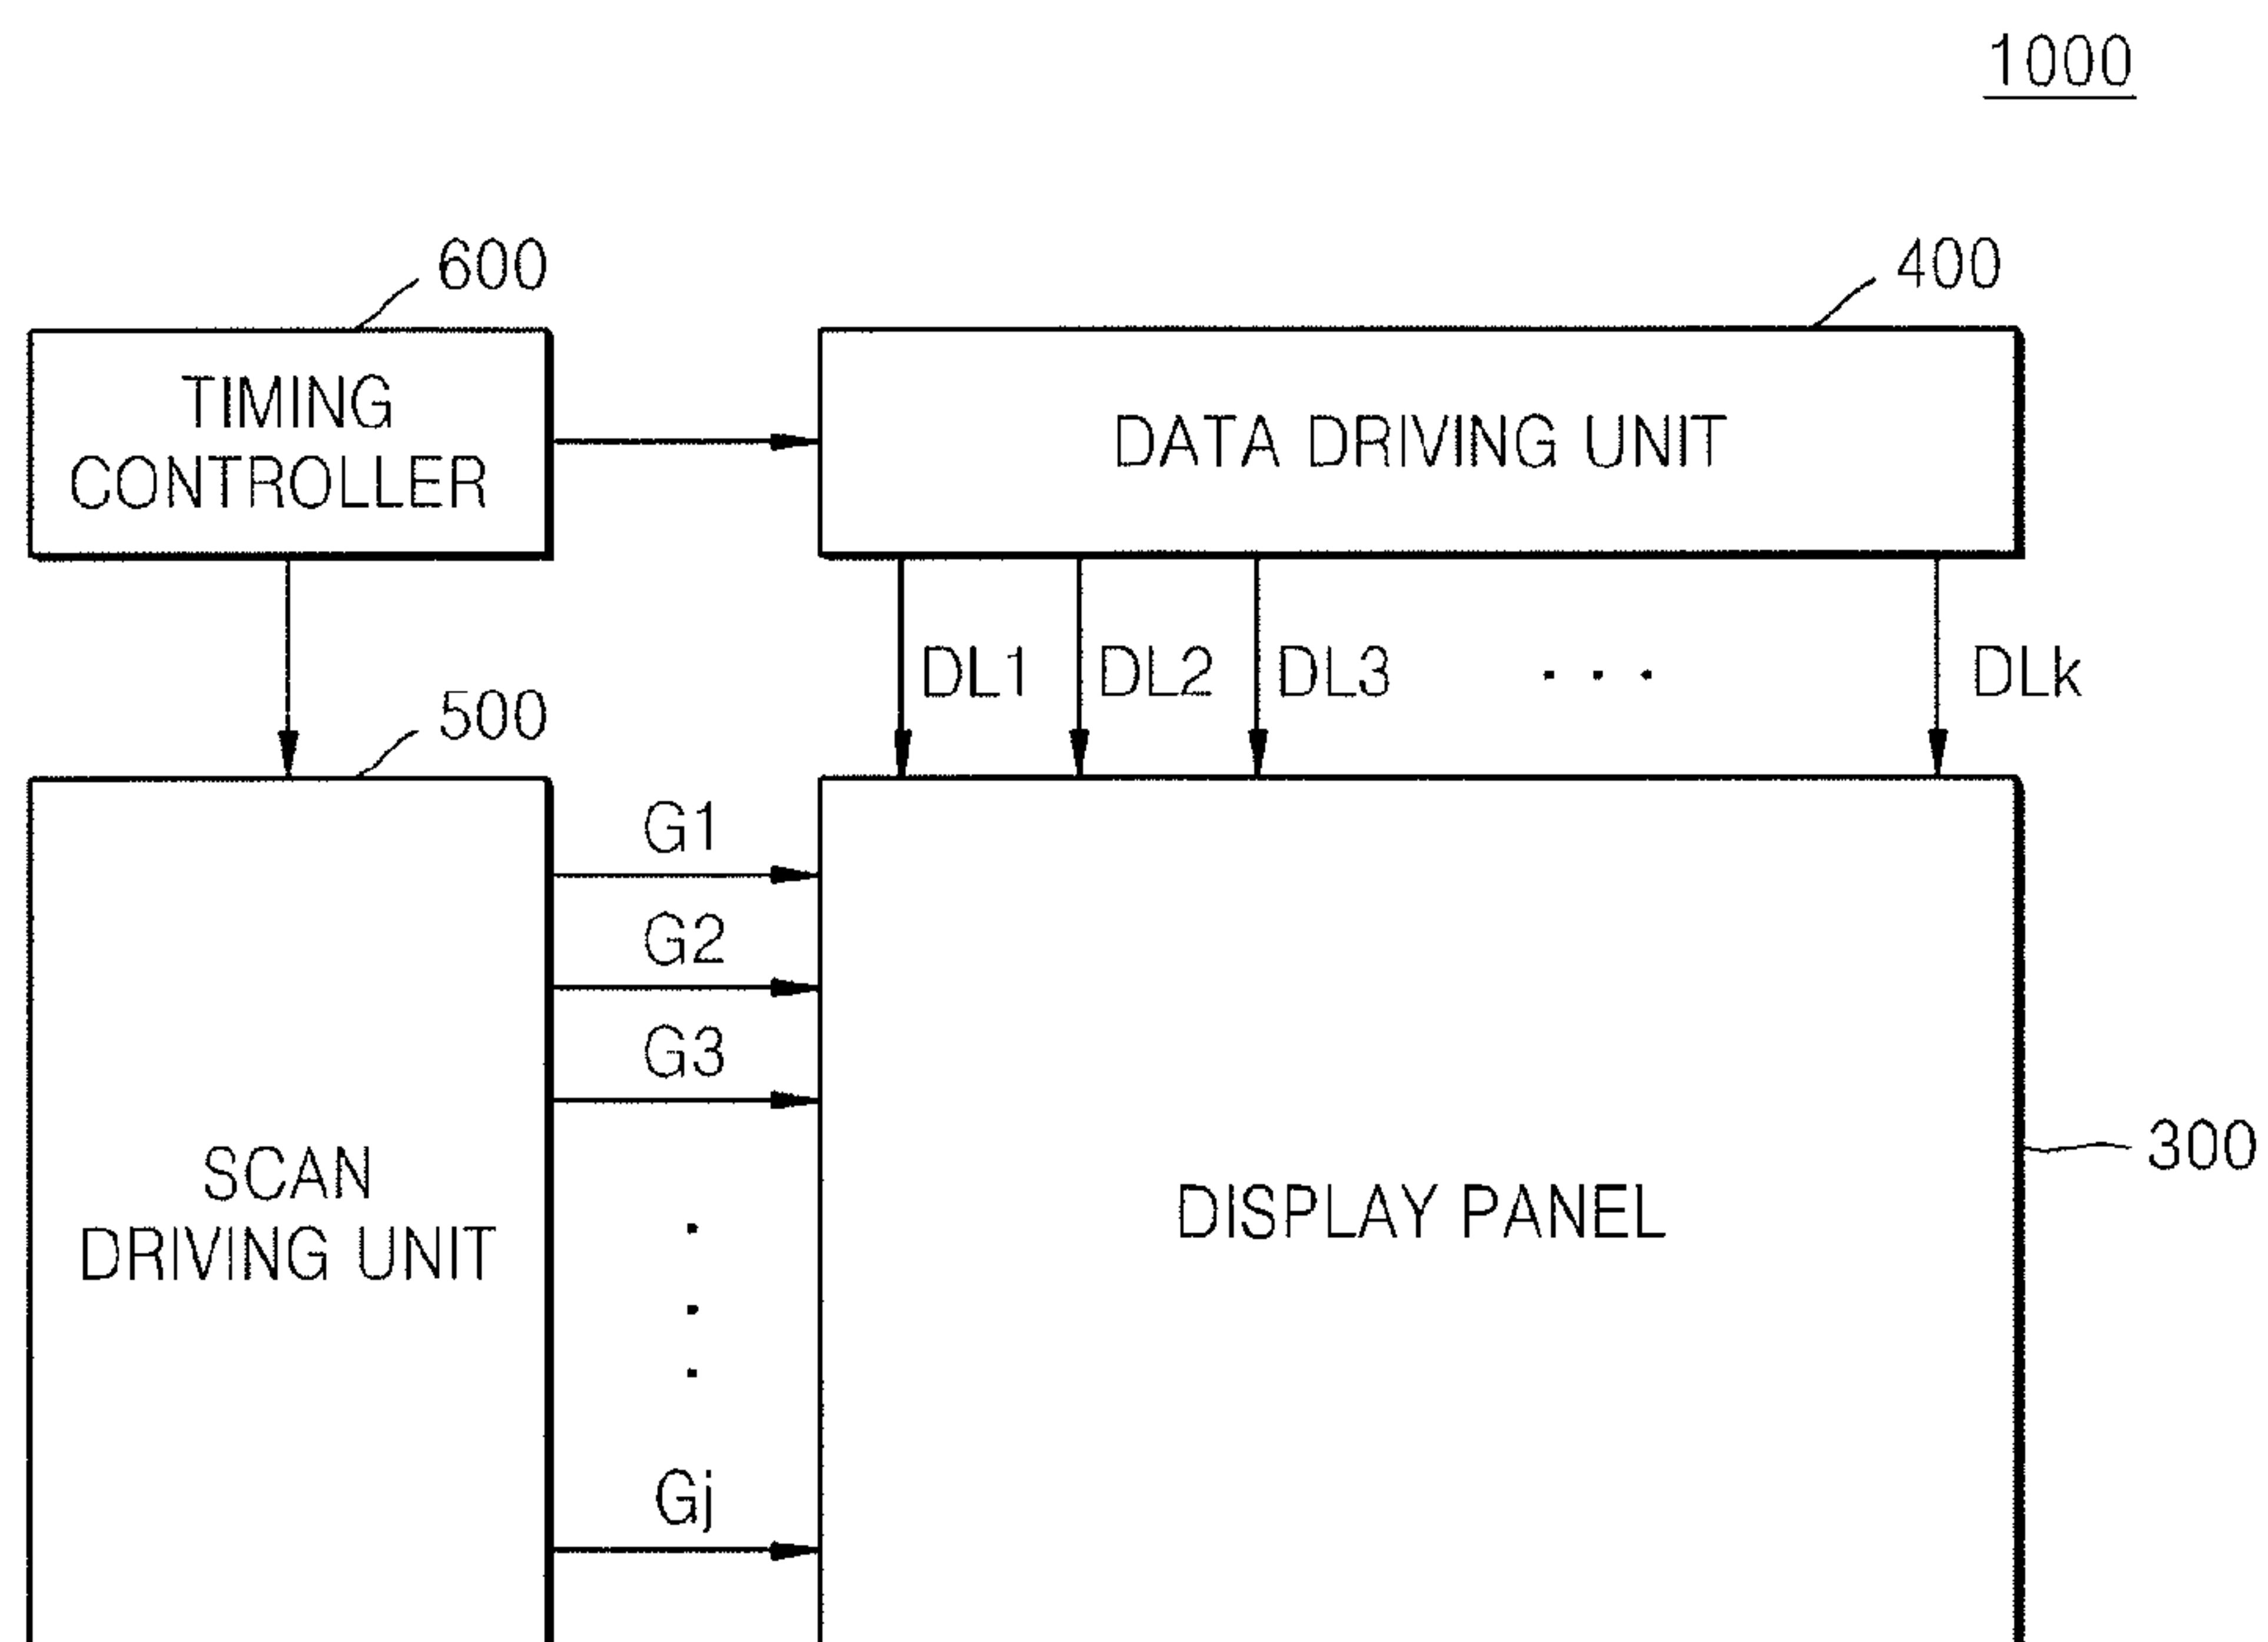 1000
600
400
TIMING
CONTROLLER
DATA DRIVING UNIT
DL1
DL2
DL3
. . .
DLk
500
G1
G2
G3
300
SCAN
DRIVING UNIT
DISPLAY PANEL
.
.
.
Gj